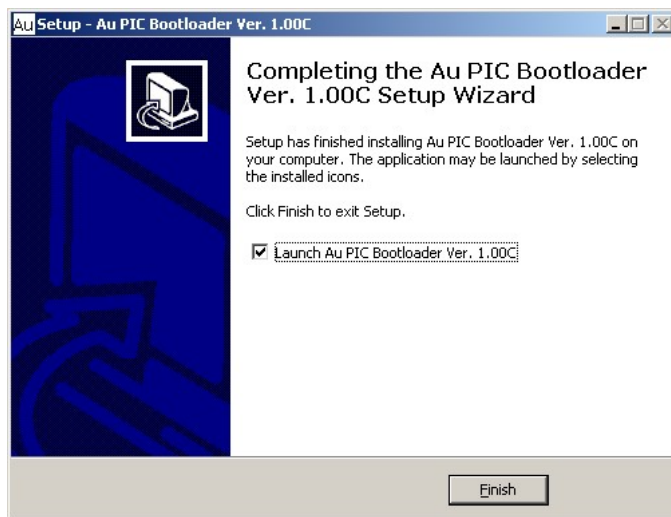 Au Setup - Au PIC Bootloader Ver. 1.00C
Completing the Au PIC Bootloader
Ver. 1.00C Setup Wizard
Setup has finished installing Au PIC Bootloader Ver. 1.00C on
your computer. The application may be launched by selecting
the installed icons.
Click Finish to exit Setup.
Launch Au PIC Bootloader Ver. 1.00C
Finish